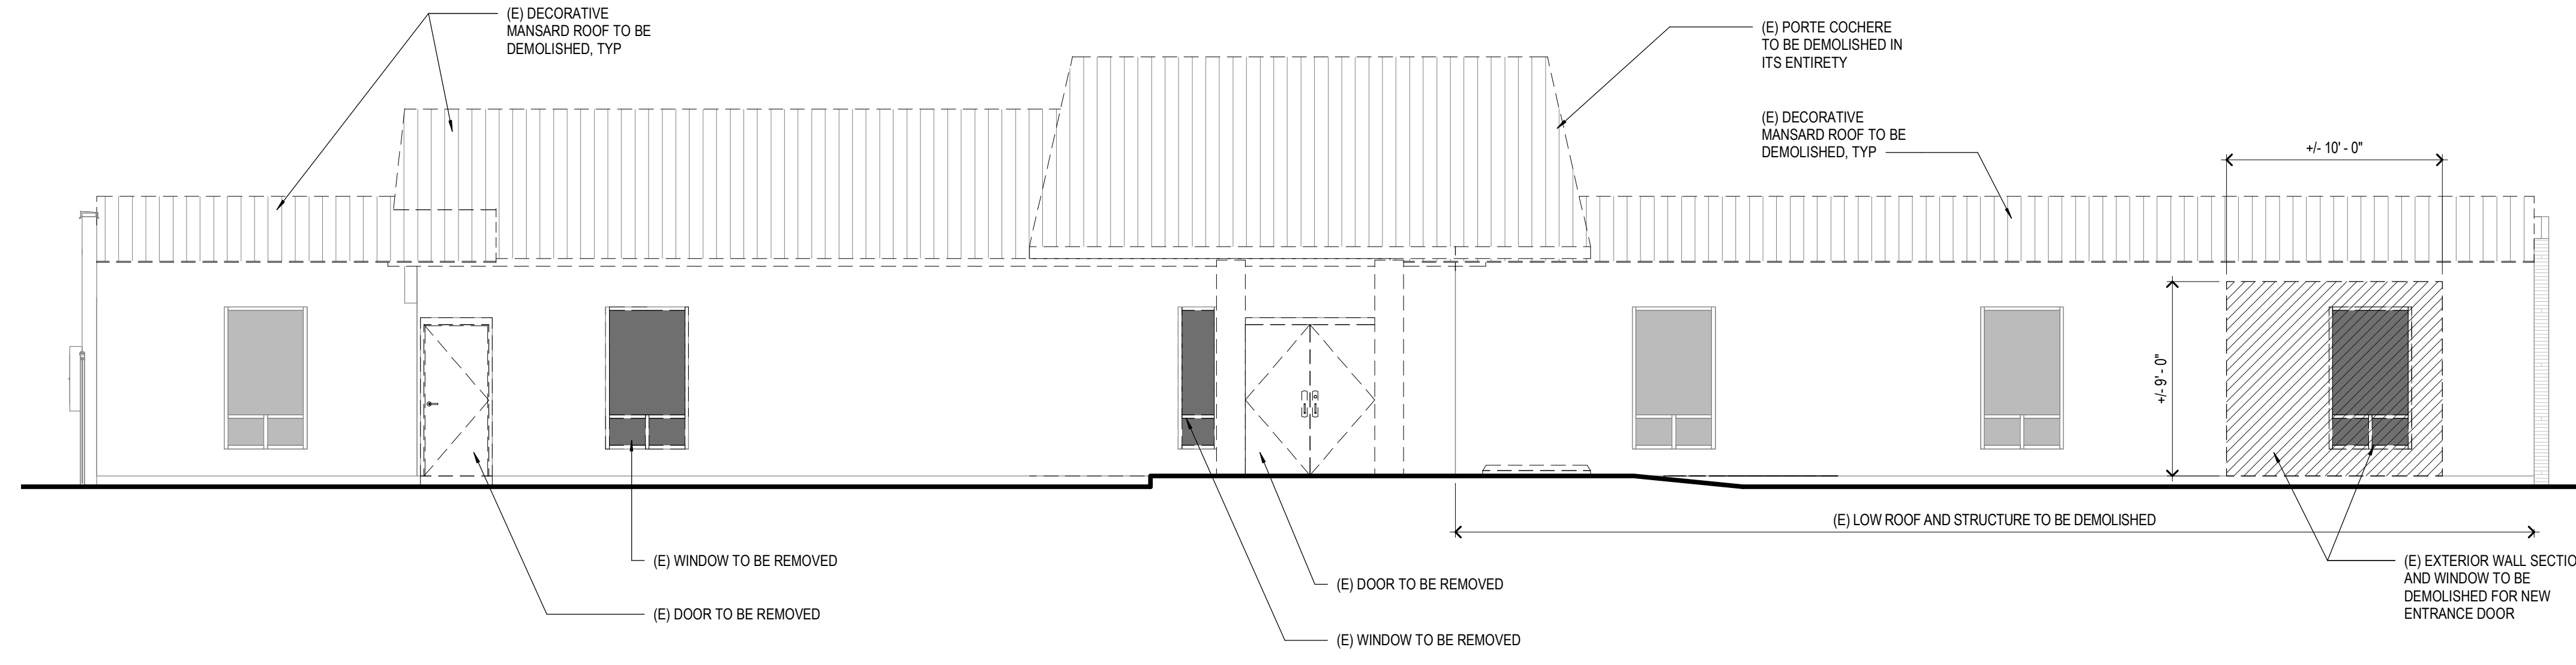 (E) DECORATIVE
MANSARD ROOF TO BE
DEMOLISHED, TYP
(E) PORTE COCHERE
TO BE DEMOLISHED IN
ITS ENTIRETY
(E) DECORATIVE
MANSARD ROOF TO BE
DEMOLISHED, TYP
+/- 10' - 0"
+/- 9' - 0"
(E) LOW ROOF AND STRUCTURE TO BE DEMOLISHED
(E) WINDOW TO BE REMOVED
(E) DOOR TO BE REMOVED
(E) DOOR TO BE REMOVED
(E) WINDOW TO BE REMOVED
(E) EXTERIOR WALL SECTIO
AND WINDOW TO BE
DEMOLISHED FOR NEW
ENTRANCE DOOR